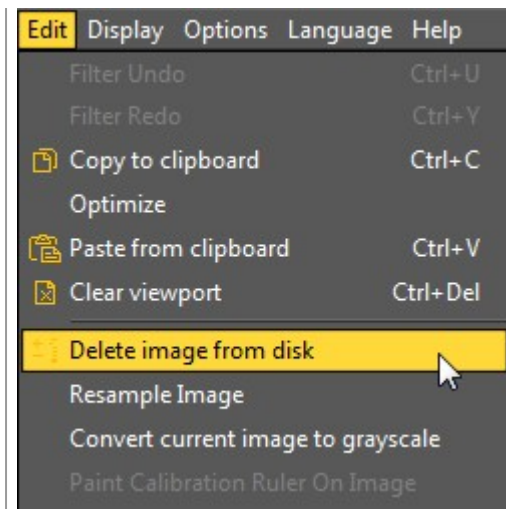 Edit Display Options Language Help
Filter Undo Ctrl+U
Filter Redo Ctrl+Y
Copy to clipboard Ctrl+C
Optimize
Paste from clipboard Ctrl+V
Clear viewport Ctrl+Del
Delete image from disk
Resample Image
Convert current image to grayscale
Paint Calibration Ruler On Image